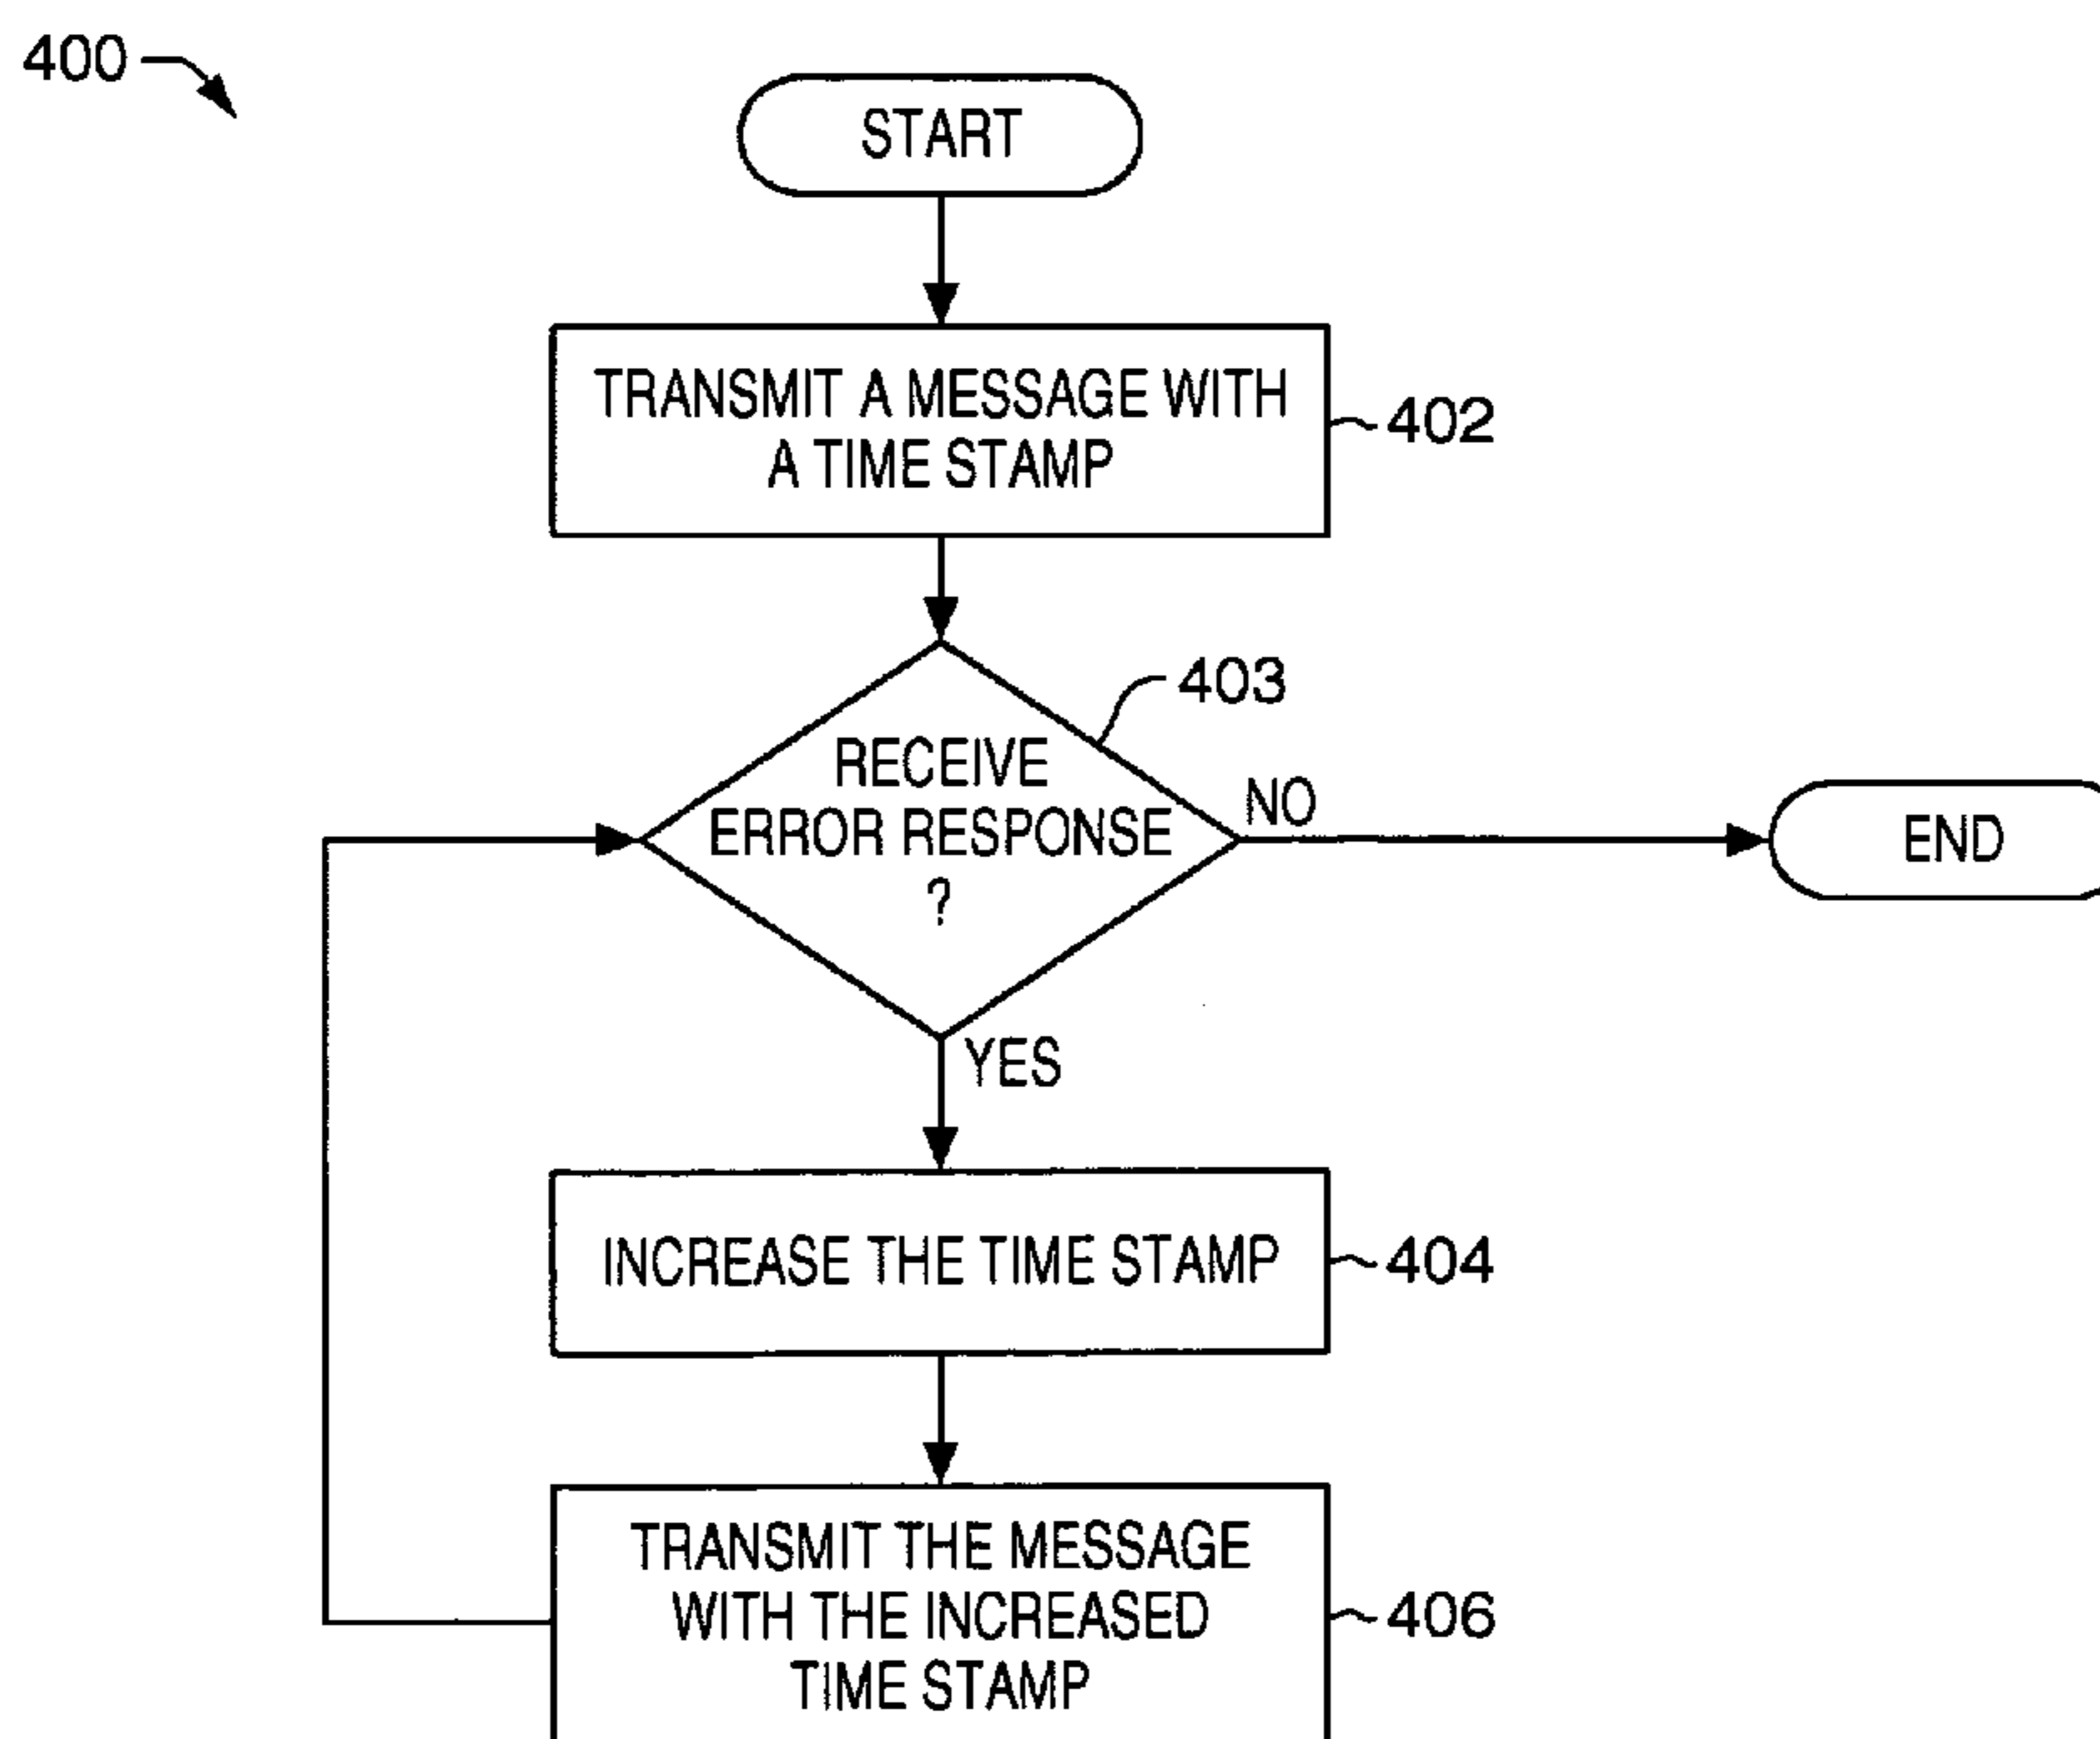 400
START
TRANSMIT A MESSAGE WITH
A TIME STAMP
402
403
RECEIVE
ERROR RESPONSE
?
NO
END
YES
INCREASE THE TIME STAMP
404
TRANSMIT THE MESSAGE
WITH THE INCREASED
TIME STAMP
406